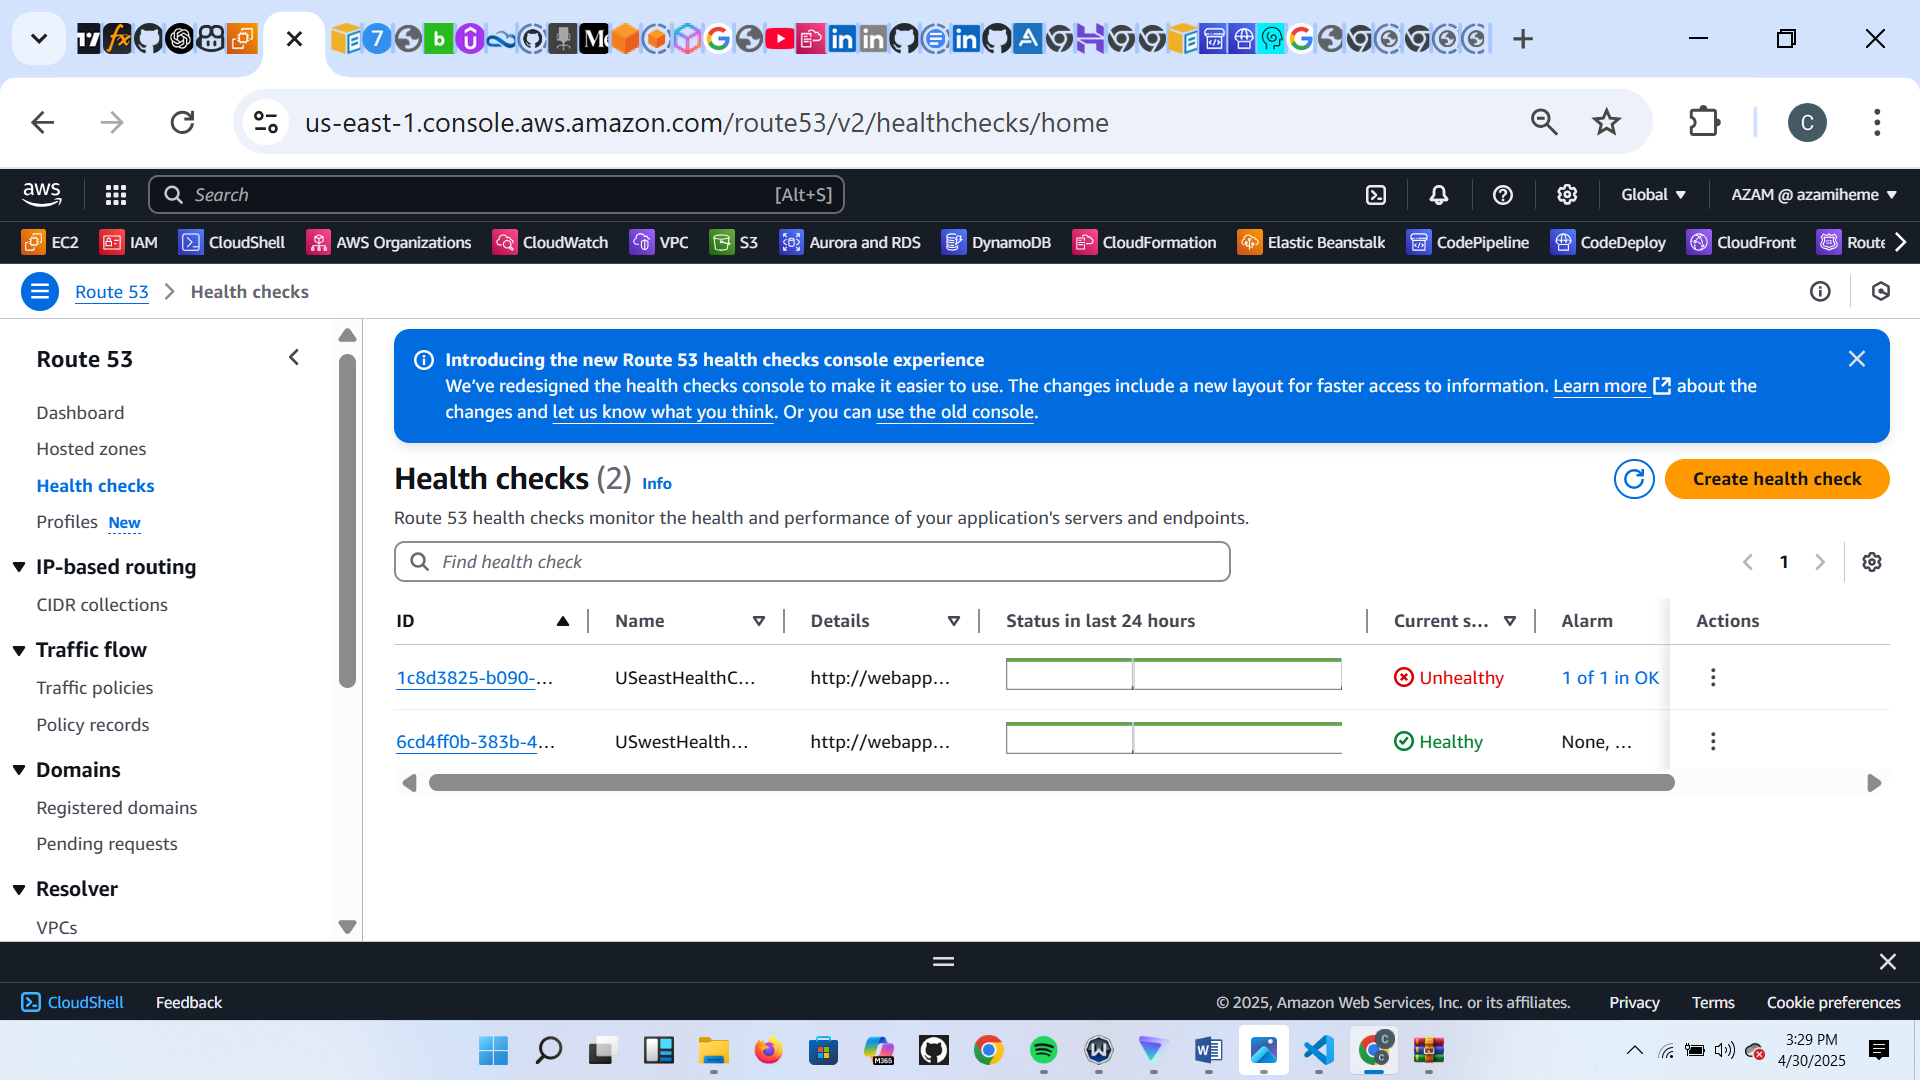 us-east-1.console.aws.amazon.com/route53/v2/healthchecks/home
aws
Search
[Alt+S]
Global
AZAM @ azamiheme
EC2
IAM
CloudShell
AWS Organizations
CloudWatch
VPC
S3
Aurora and RDS
DynamoDB
CloudFormation
Elastic Beanstalk
CodePipeline
CodeDeploy
CloudFront
Route
Route 53
Health checks
Route 53
Dashboard
Hosted zones
Health checks
Profiles New
IP-based routing
CIDR collections
Traffic flow
Traffic policies
Policy records
Domains
Registered domains
Pending requests
Resolver
VPCs
Introducing the new Route 53 health checks console experience
We've redesigned the health checks console to make it easier to use. The changes include a new layout for faster access to information. Learn more about the
changes and let us know what you think. Or you can use the old console.
Health checks (2) Info
Create health check
Route 53 health checks monitor the health and performance of your application's servers and endpoints.
Find health check
1
ID
Name
Details
Status in last 24 hours
Current s...
Alarm
Actions
1c8d3825-b090-...
USeastHealthC...
http://webapp...
Unhealthy
1 of 1 in OK
6cd4ff0b-383b-4...
USwestHealth...
http://webapp...
Healthy
None, ...
CloudShell
Feedback
© 2025, Amazon Web Services, Inc. or its affiliates.
Privacy
Terms
Cookie preferences
3:29 PM
4/30/2025